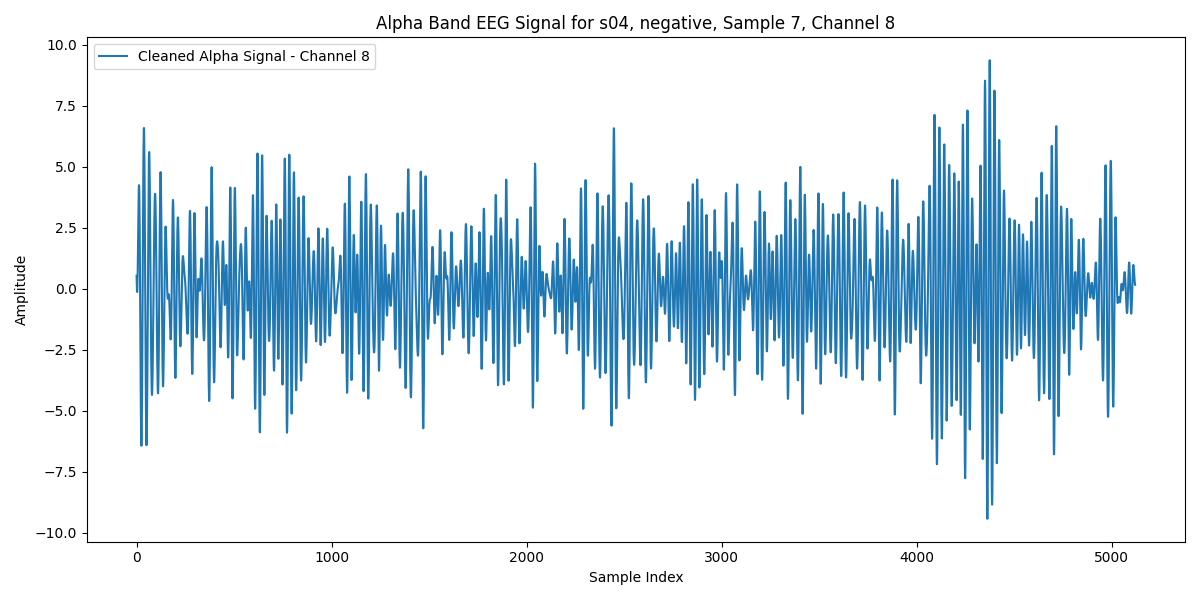 Alpha Band EEG Signal for s04, negative, Sample 7, Channel 8
Cleaned Alpha Signal - Channel 8
10.0
7.5
5.0
2.5
0.0
−2.5
−5.0
−7.5
−10.0
Amplitude
0 1000 2000 3000 4000 5000
Sample Index